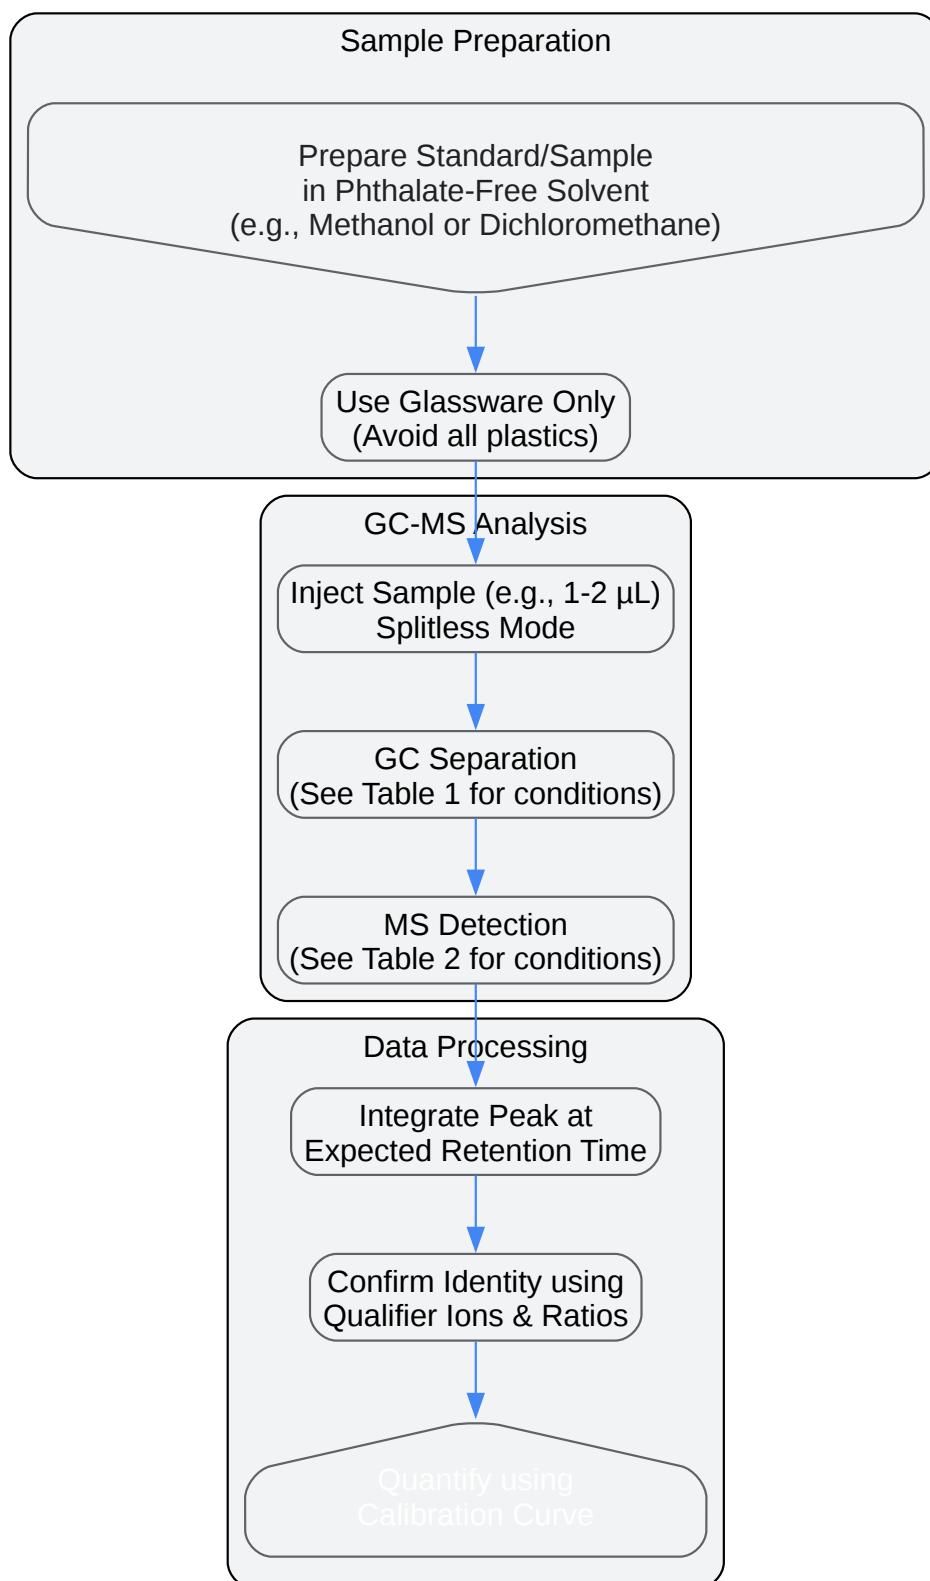 Sample Preparation
Prepare Standard/Sample
in Phthalate-Free Solvent
(e.g., Methanol or Dichloromethane)
Use Glassware Only
(Avoid all plastics)
GC-MS Analysis
Inject Sample (e.g., 1-2 µL)
Splitless Mode
GC Separation
(See Table 1 for conditions)
MS Detection
(See Table 2 for conditions)
Data Processing
Integrate Peak at
Expected Retention Time
Confirm Identity using
Qualifier Ions & Ratios
Quantify using
Calibration Curve